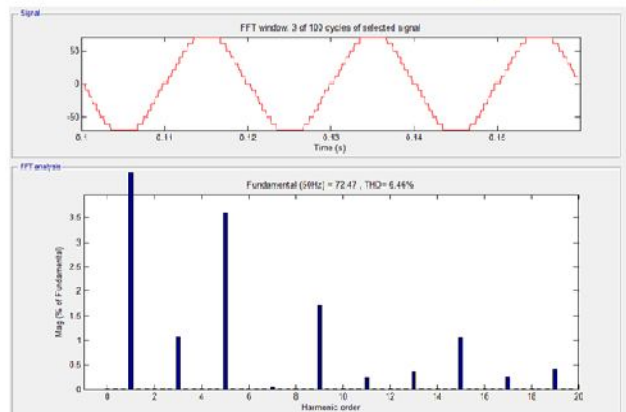 Signal
FFT window: 3 of 100 cycles of selected signal
50
0
-50
0.1 0.11 0.12 0.13 0.14 0.15
Time (s)
FFT analysis
Fundamental (50Hz) = 72.47 , THD= 6.46%
3.5
3
2.5
2
1.5
1
0.5
0
Mag (% of Fundamental)
0 2 4 6 8 10 12 14 16 18 20
Harmonic order